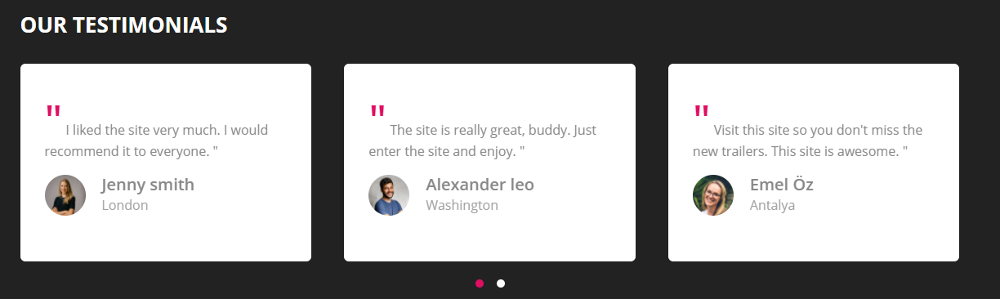 OUR TESTIMONIALS
" I liked the site very much. I would
recommend it to everyone. "
Jenny smith
London
" The site is really great, buddy. Just
enter the site and enjoy. "
Alexander leo
Washington
" Visit this site so you don't miss the
new trailers. This site is awesome. "
Emel Öz
Antalya